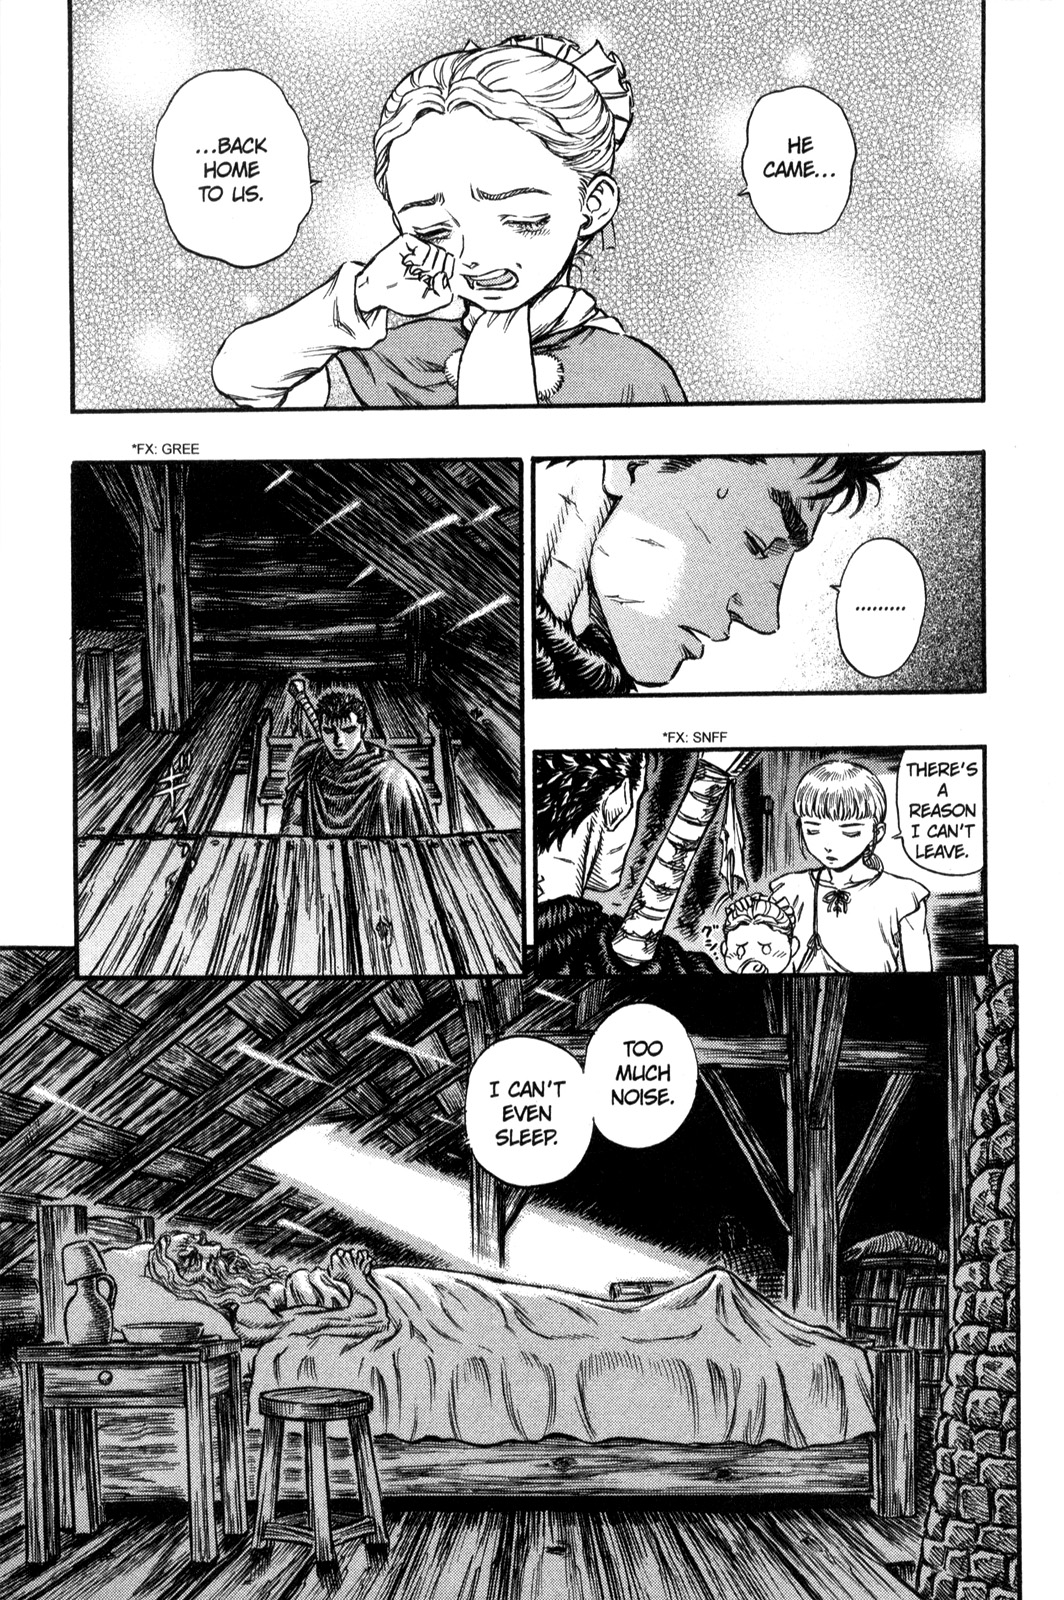 HE
CAME...
...BACK
HOME
TO US.
*FX: GREE
..........
*FX: SNFF
THERE'S
A
REASON
I CAN'T
LEAVE.
TOO
MUCH
NOISE.
I CAN'T
EVEN
SLEEP.